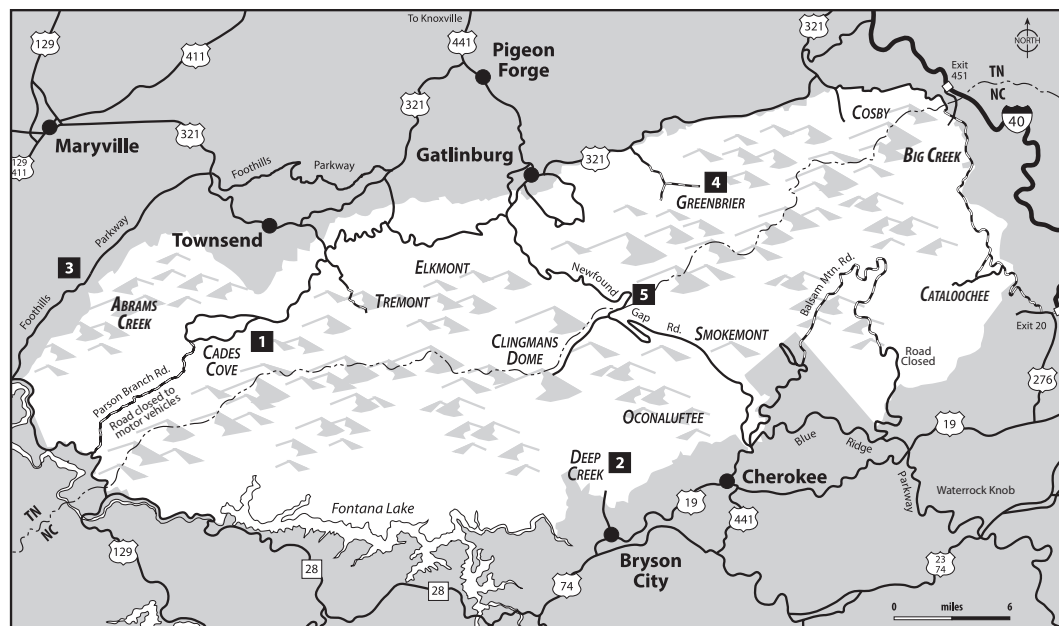 To Knoxville
129
411
441
Pigeon
Forge
321
321
NORTH
Exit
451
TN
NC
40
321
Maryville
129
411
Foothills
Parkway
Gatlinburg
321
COSBY
BIG CREEK
4
GREENBRIER
Townsend
Parkway
3
Foothills
ABRAMS
CREEK
ELKMONT
TREMONT
Newfound
5
Gap
Rd.
CLINGMANS
DOME
SMOKEMONT
Balsam Mtn. Rd.
CATALOOCHEE
Exit 20
Road
Closed
276
1
CADES
COVE
Parson Branch Rd.
Road closed to
motor vehicles
OCONALUFTEE
19
Blue
Ridge
Parkway
DEEP
CREEK
2
Cherokee
Waterrock Knob
19
441
Fontana Lake
TN
NC
129
28
28
74
Bryson
City
23
74
0 miles 6